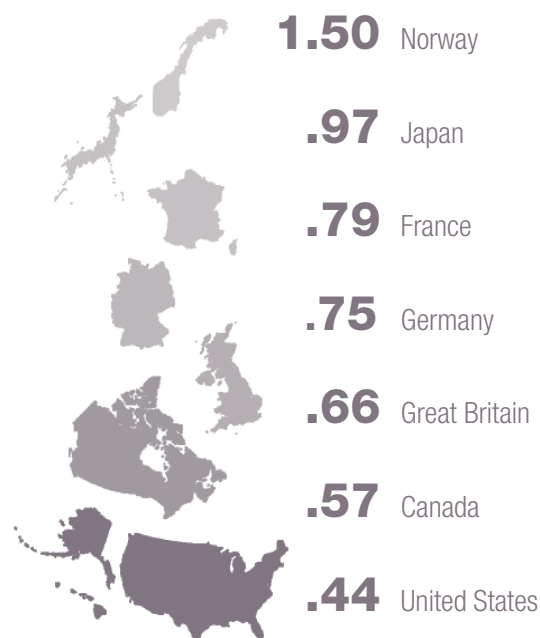 1.50 Norway
.97 Japan
.79 France
.75 Germany
.66 Great Britain
.57 Canada
.44 United States